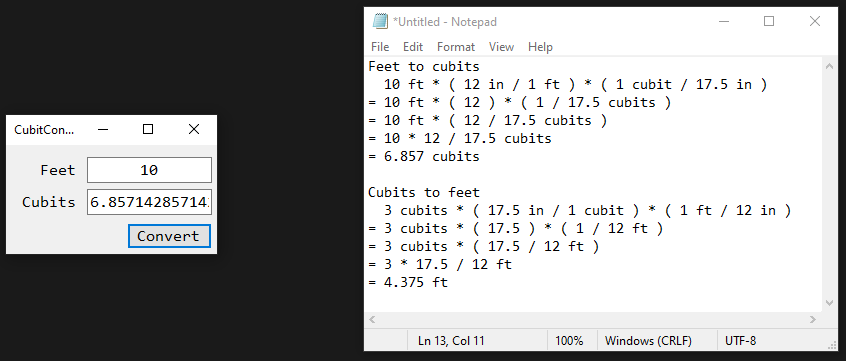 CubitCon...
Feet 10
Cubits 6.85714285714
Convert
*Untitled - Notepad
File Edit Format View Help
Feet to cubits
10 ft * ( 12 in / 1 ft ) * ( 1 cubit / 17.5 in )
= 10 ft * ( 12 ) * ( 1 / 17.5 cubits )
= 10 ft * ( 12 / 17.5 cubits )
= 10 * 12 / 17.5 cubits
= 6.857 cubits
Cubits to feet
3 cubits * ( 17.5 in / 1 cubit ) * ( 1 ft / 12 in )
= 3 cubits * ( 17.5 ) * ( 1 / 12 ft )
= 3 cubits * ( 17.5 / 12 ft )
= 3 * 17.5 / 12 ft
= 4.375 ft
Ln 13, Col 11 100% Windows (CRLF) UTF-8